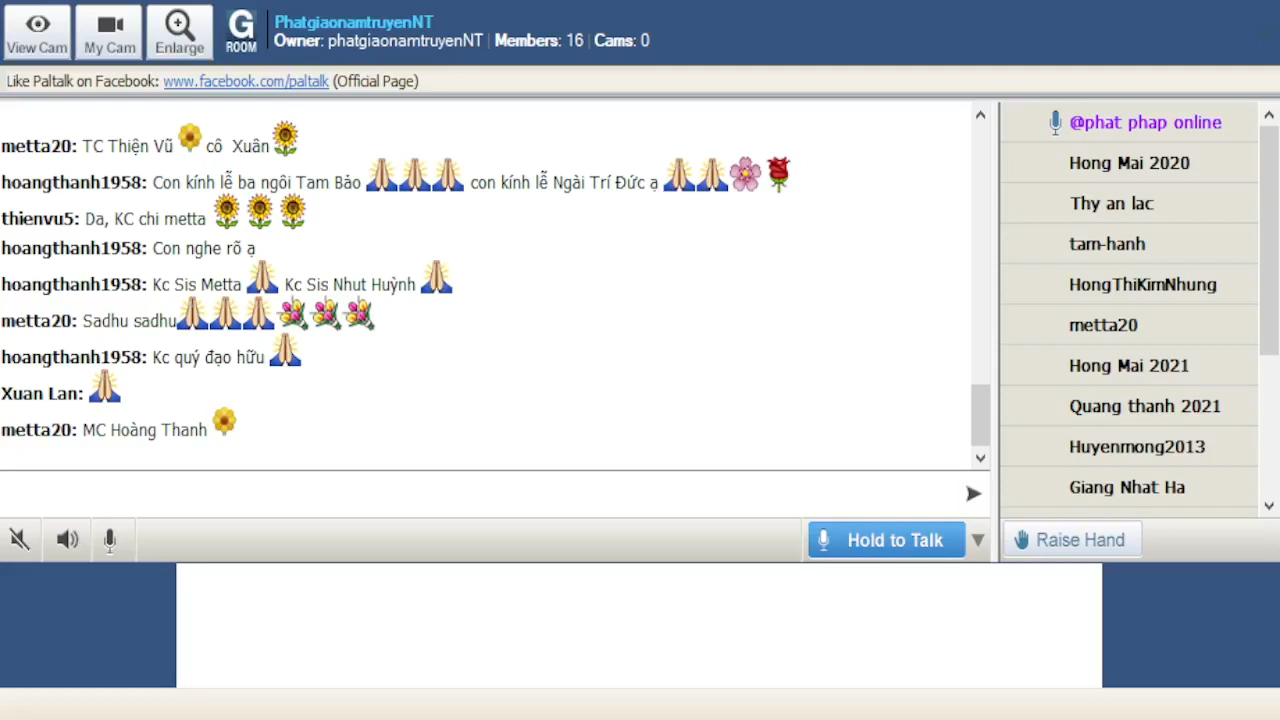 View Cam
My Cam
Enlarge
G
ROOM
PhatgiaonamtruyenNT
Owner: phatgiaonamtruyenNT | Members: 16 | Cams: 0
Like Paltalk on Facebook: www.facebook.com/paltalk (Official Page)
metta20: TC Thiện Vũ cô Xuân
hoangthanh1958: Con kính lễ ba ngôi Tam Bảo con kính lễ Ngài Trí Đức ạ
thienvu5: Da, KC chi metta
hoangthanh1958: Con nghe rõ ạ
hoangthanh1958: Kc Sis Metta Kc Sis Nhut Huỳnh
metta20: Sadhu sadhu
hoangthanh1958: Kc quý đạo hữu
Xuan Lan:
metta20: MC Hoàng Thanh
@phat phap online
Hong Mai 2020
Thy an lac
tam-hanh
HongThiKimNhung
metta20
Hong Mai 2021
Quang thanh 2021
Huyenmong2013
Giang Nhat Ha
Hold to Talk
Raise Hand